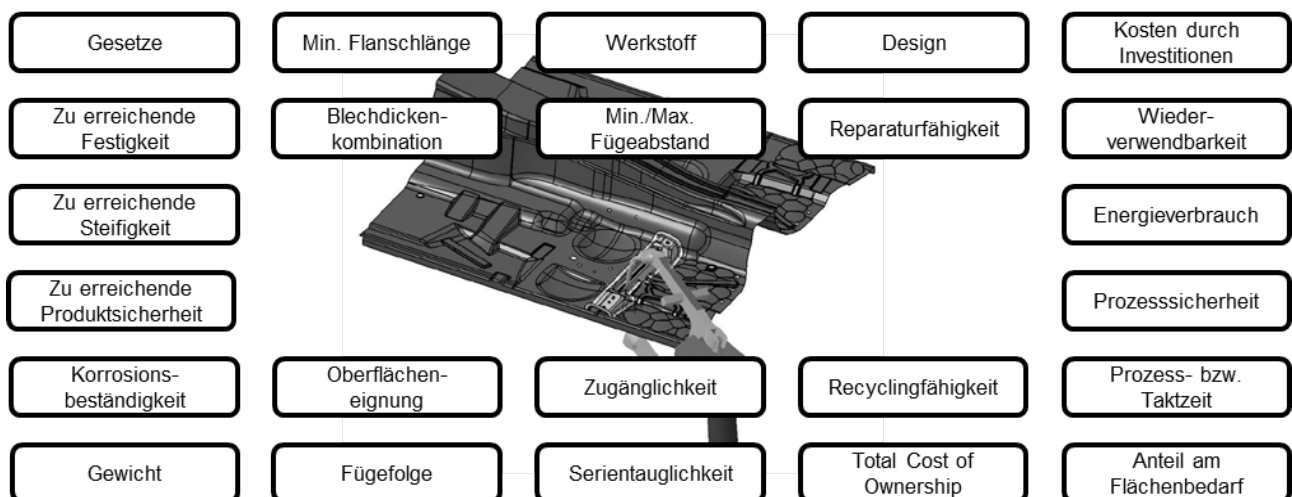 Gesetze
Min. Flanschlänge
Werkstoff
Design
Kosten durch
Investitionen
Zu erreichende
Festigkeit
Blechdicken-
kombination
Min./Max.
Fügeabstand
Reparaturfähigkeit
Wieder-
verwendbarkeit
Zu erreichende
Steifigkeit
Energieverbrauch
Zu erreichende
Produktsicherheit
Prozesssicherheit
Korrosions-
beständigkeit
Oberflächen-
eignung
Zugänglichkeit
Recyclingfähigkeit
Prozess- bzw.
Taktzeit
Gewicht
Fügefolge
Serientauglichkeit
Total Cost of
Ownership
Anteil am
Flächenbedarf